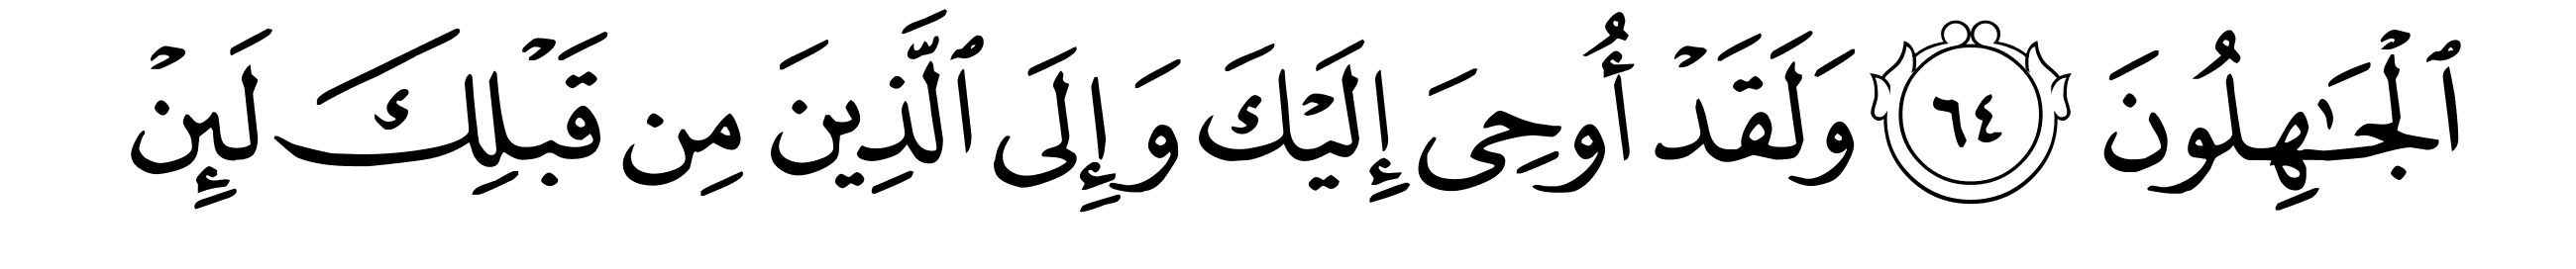 ٱلْجَـٰهِلُونَ ٦٤ وَلَقَدْ أُوحِىَ إِلَيْكَ وَإِلَى ٱلَّذِينَ مِن قَبْلِكَ لَئِنْ